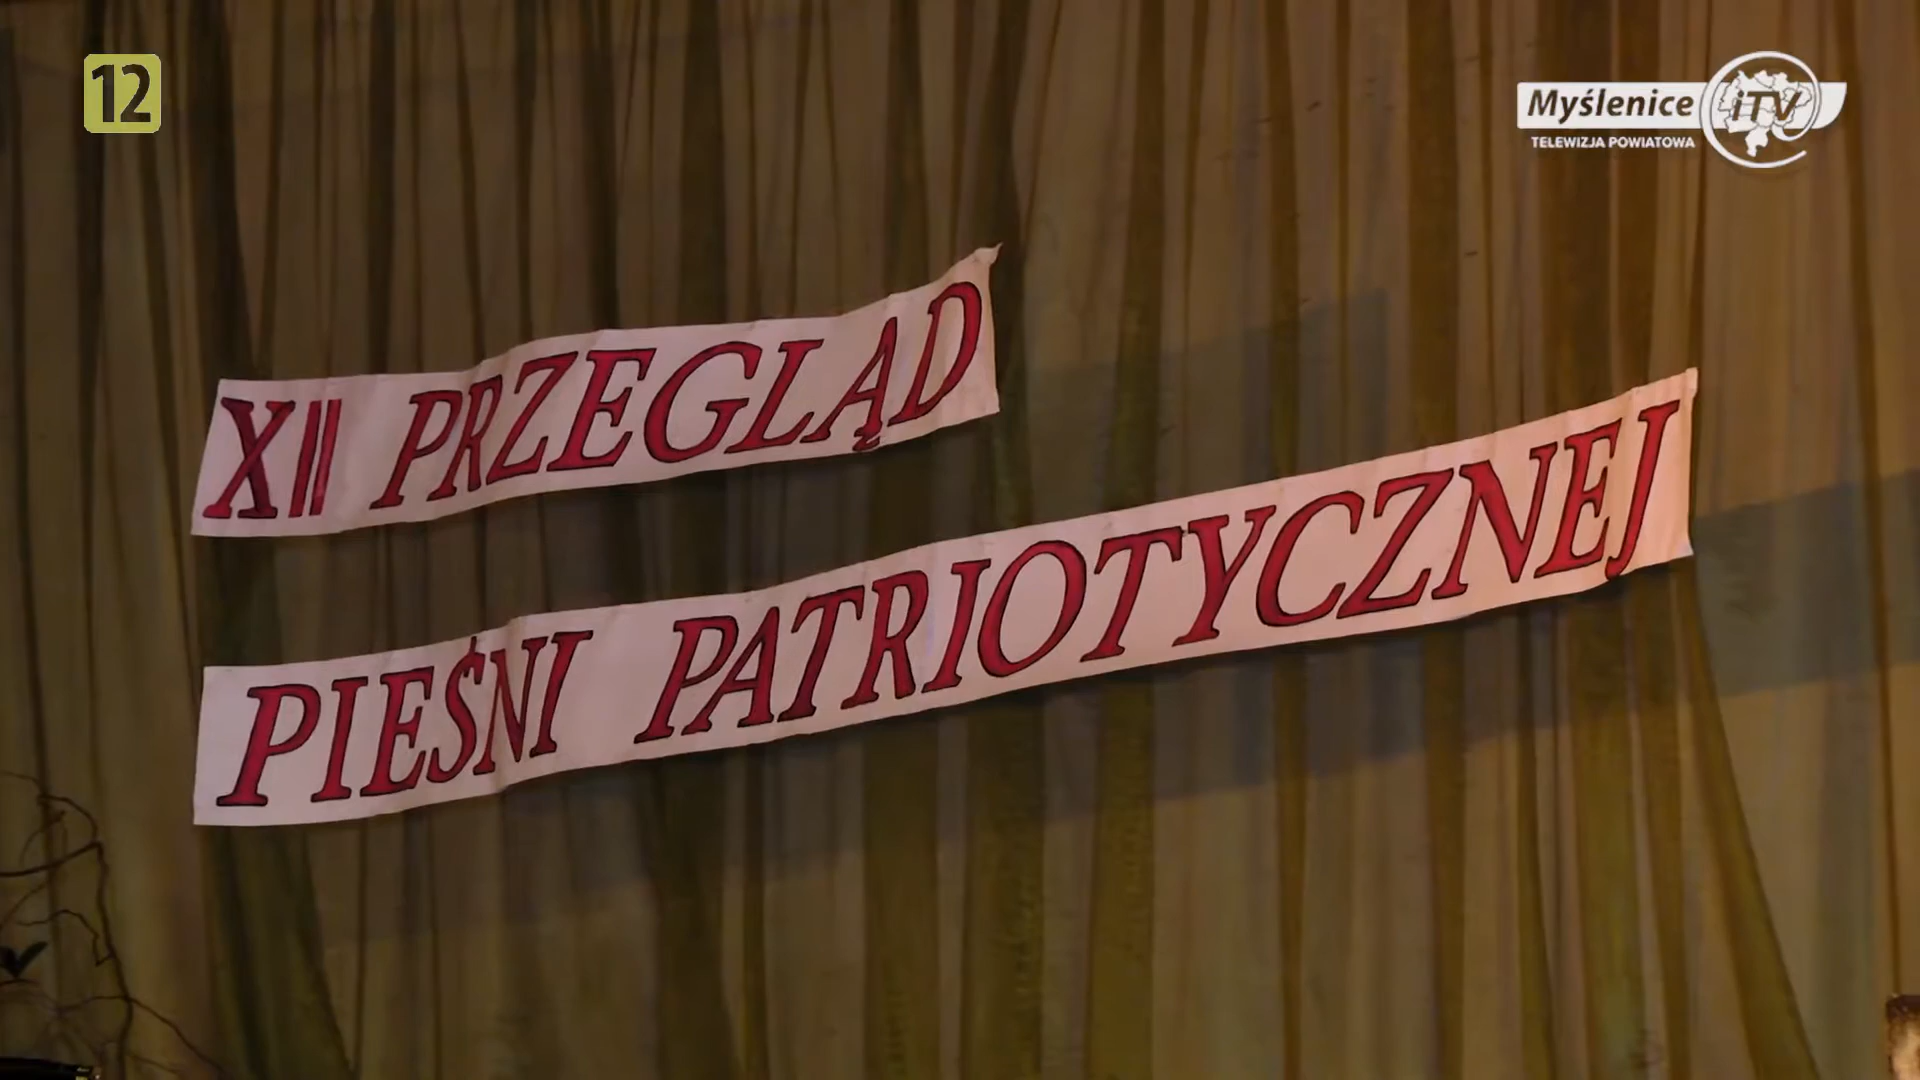 12
Myślenice iTV
TELEWIZJA POWIATOWA
XII PRZEGLĄD
PIEŚNI PATRIOTYCZNEJ